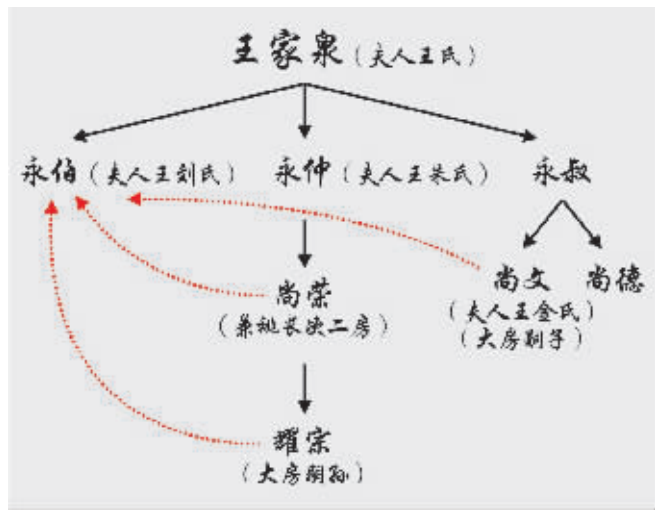 王家泉（夫人王氏）
永伯（夫人王刘氏） 永仲（夫人王朱氏） 永叔
尚文 尚德
尚荣
（夫人王金氏）
（兼祧长次二房）
（大房嗣子）
耀宗
（大房嗣孙）